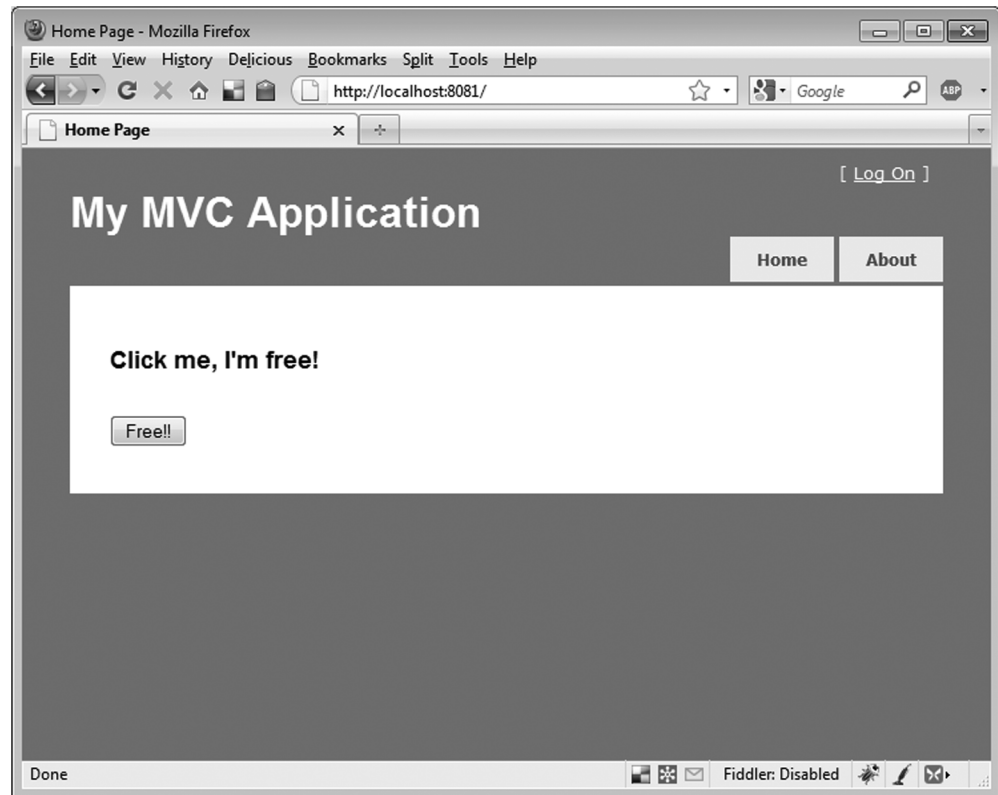 Home Page - Mozilla Firefox
File Edit View History Delicious Bookmarks Split Tools Help
http://localhost:8081/
Google
ABP
Home Page
[ Log On ]
My MVC Application
Home About
Click me, I'm free!
Free!!
Done
Fiddler: Disabled